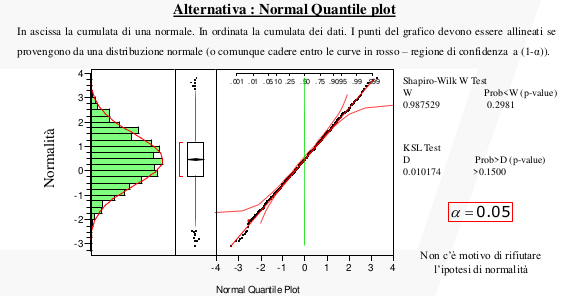 Alternativa : Normal Quantile plot
In ascissa la cumulata di una normale. In ordinata la cumulata dei dati. I punti del grafico devono essere allineati se
provengono da una distribuzione normale (o comunque cadere entro le curve in rosso – regione di confidenza a (1-α)).
.001 .01 .05.10 .25 .50 .75 .9095 .99 .999
Shapiro-Wilk W Test
W Prob<W (p-value)
0.987529 0.2981
KSL Test
D Prob>D (p-value)
0.010174 >0.1500
α = 0.05
Non c'è motivo di rifiutare
l'ipotesi di normalità
Normalità
4
3
2
1
0
-1
-2
-3
-4 -3 -2 -1 0 1 2 3 4
Normal Quantile Plot